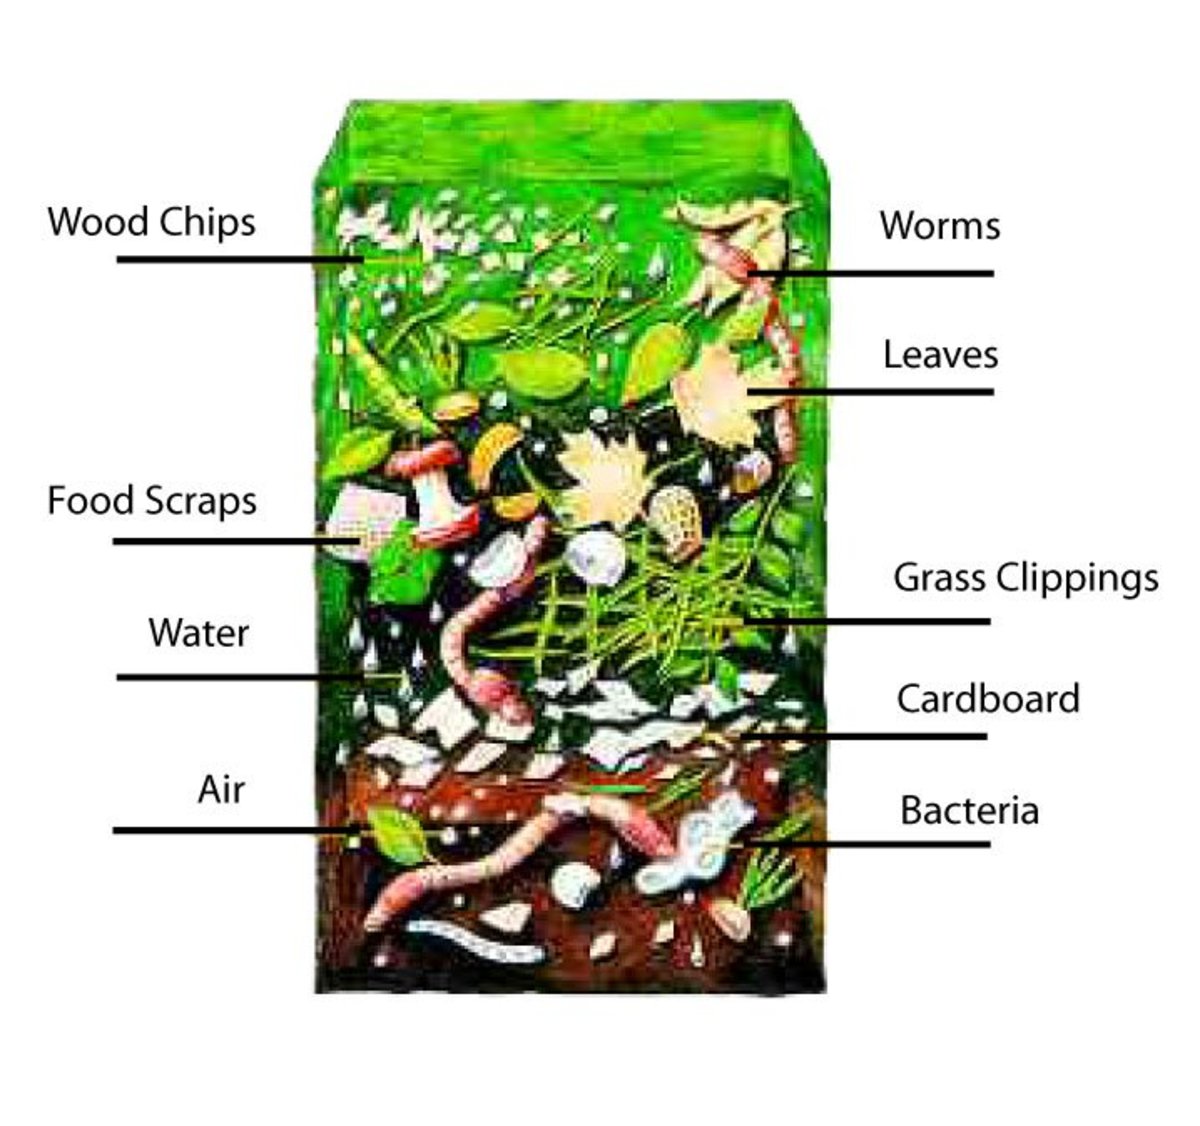 Wood Chips
Worms
Leaves
Food Scraps
Grass Clippings
Water
Cardboard
Air
Bacteria